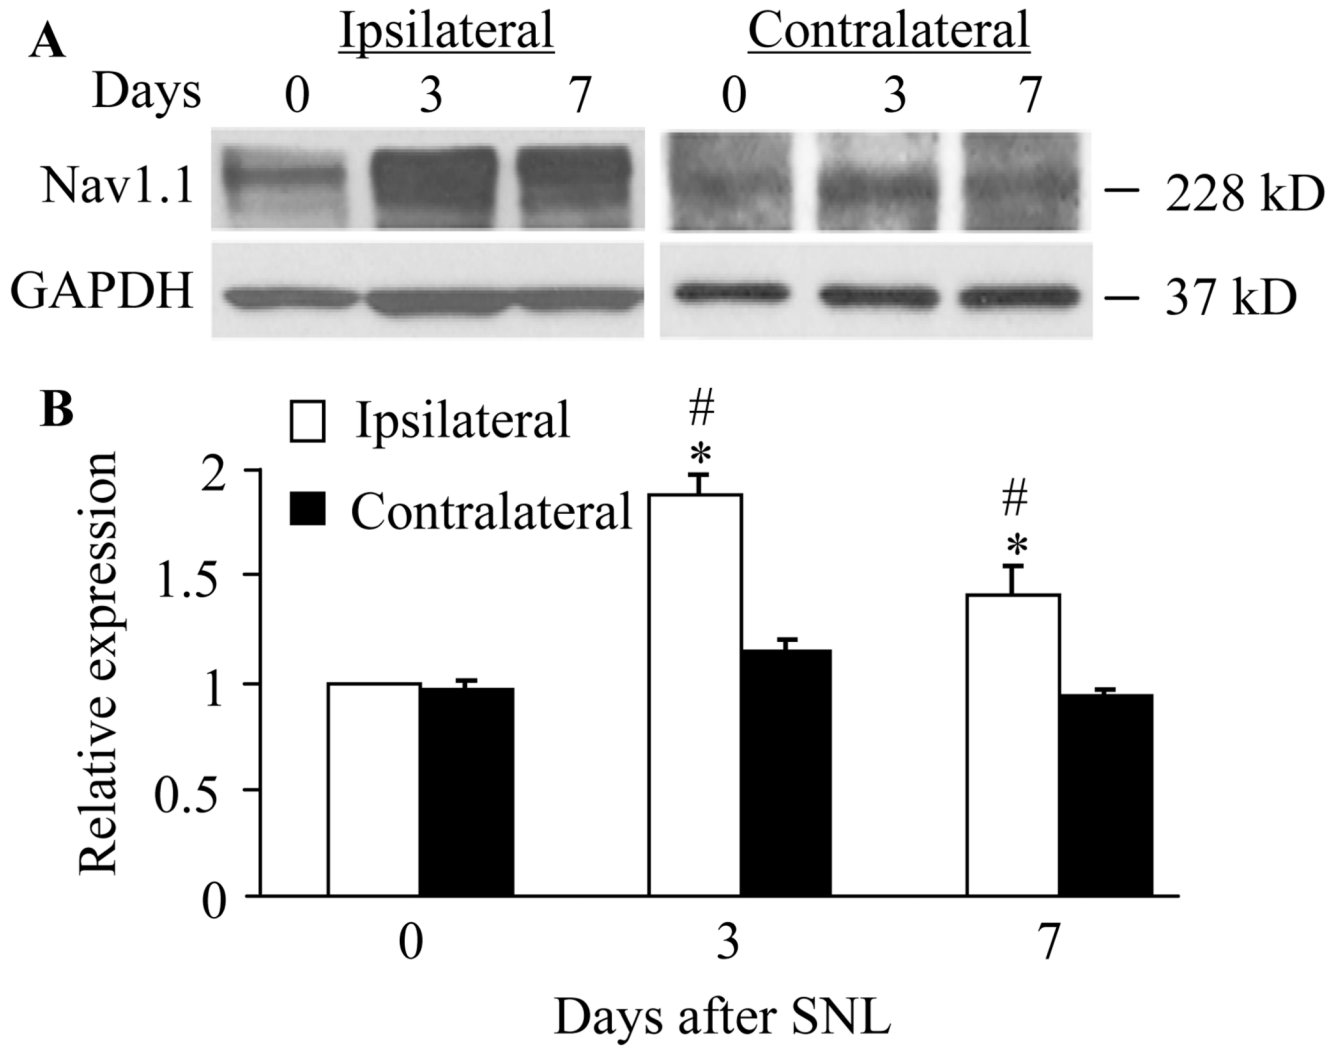 A
Ipsilateral Contralateral
Days 0 3 7 0 3 7
Nav1.1 — 228 kD
GAPDH — 37 kD
B
Ipsilateral
Contralateral
# *
# *
Relative expression
2
1.5
1
0.5
0
0 3 7
Days after SNL